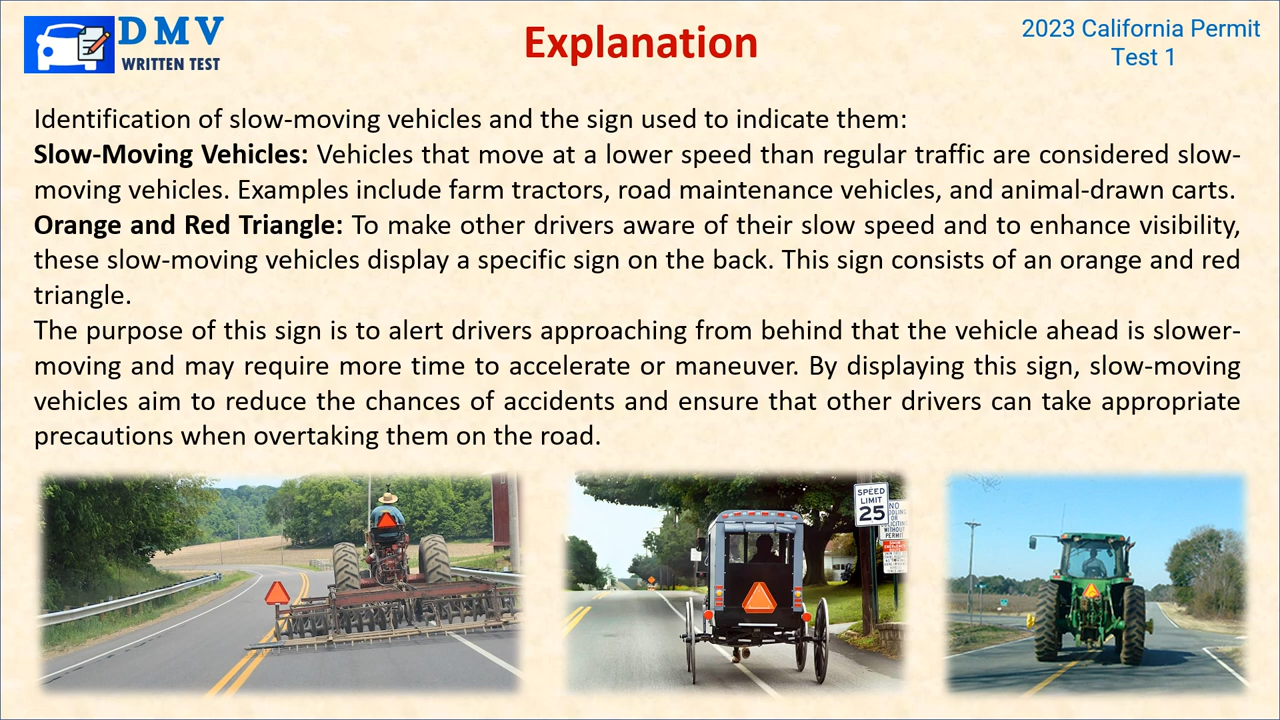 DMV
WRITTEN TEST
Explanation
2023 California Permit
Test 1
Identification of slow-moving vehicles and the sign used to indicate them:
Slow-Moving Vehicles: Vehicles that move at a lower speed than regular traffic are considered slow-
moving vehicles. Examples include farm tractors, road maintenance vehicles, and animal-drawn carts.
Orange and Red Triangle: To make other drivers aware of their slow speed and to enhance visibility,
these slow-moving vehicles display a specific sign on the back. This sign consists of an orange and red
triangle.
The purpose of this sign is to alert drivers approaching from behind that the vehicle ahead is slower-
moving and may require more time to accelerate or maneuver. By displaying this sign, slow-moving
vehicles aim to reduce the chances of accidents and ensure that other drivers can take appropriate
precautions when overtaking them on the road.
SPEED
LIMIT
25
NO
OR
WITHOUT
PERMIT